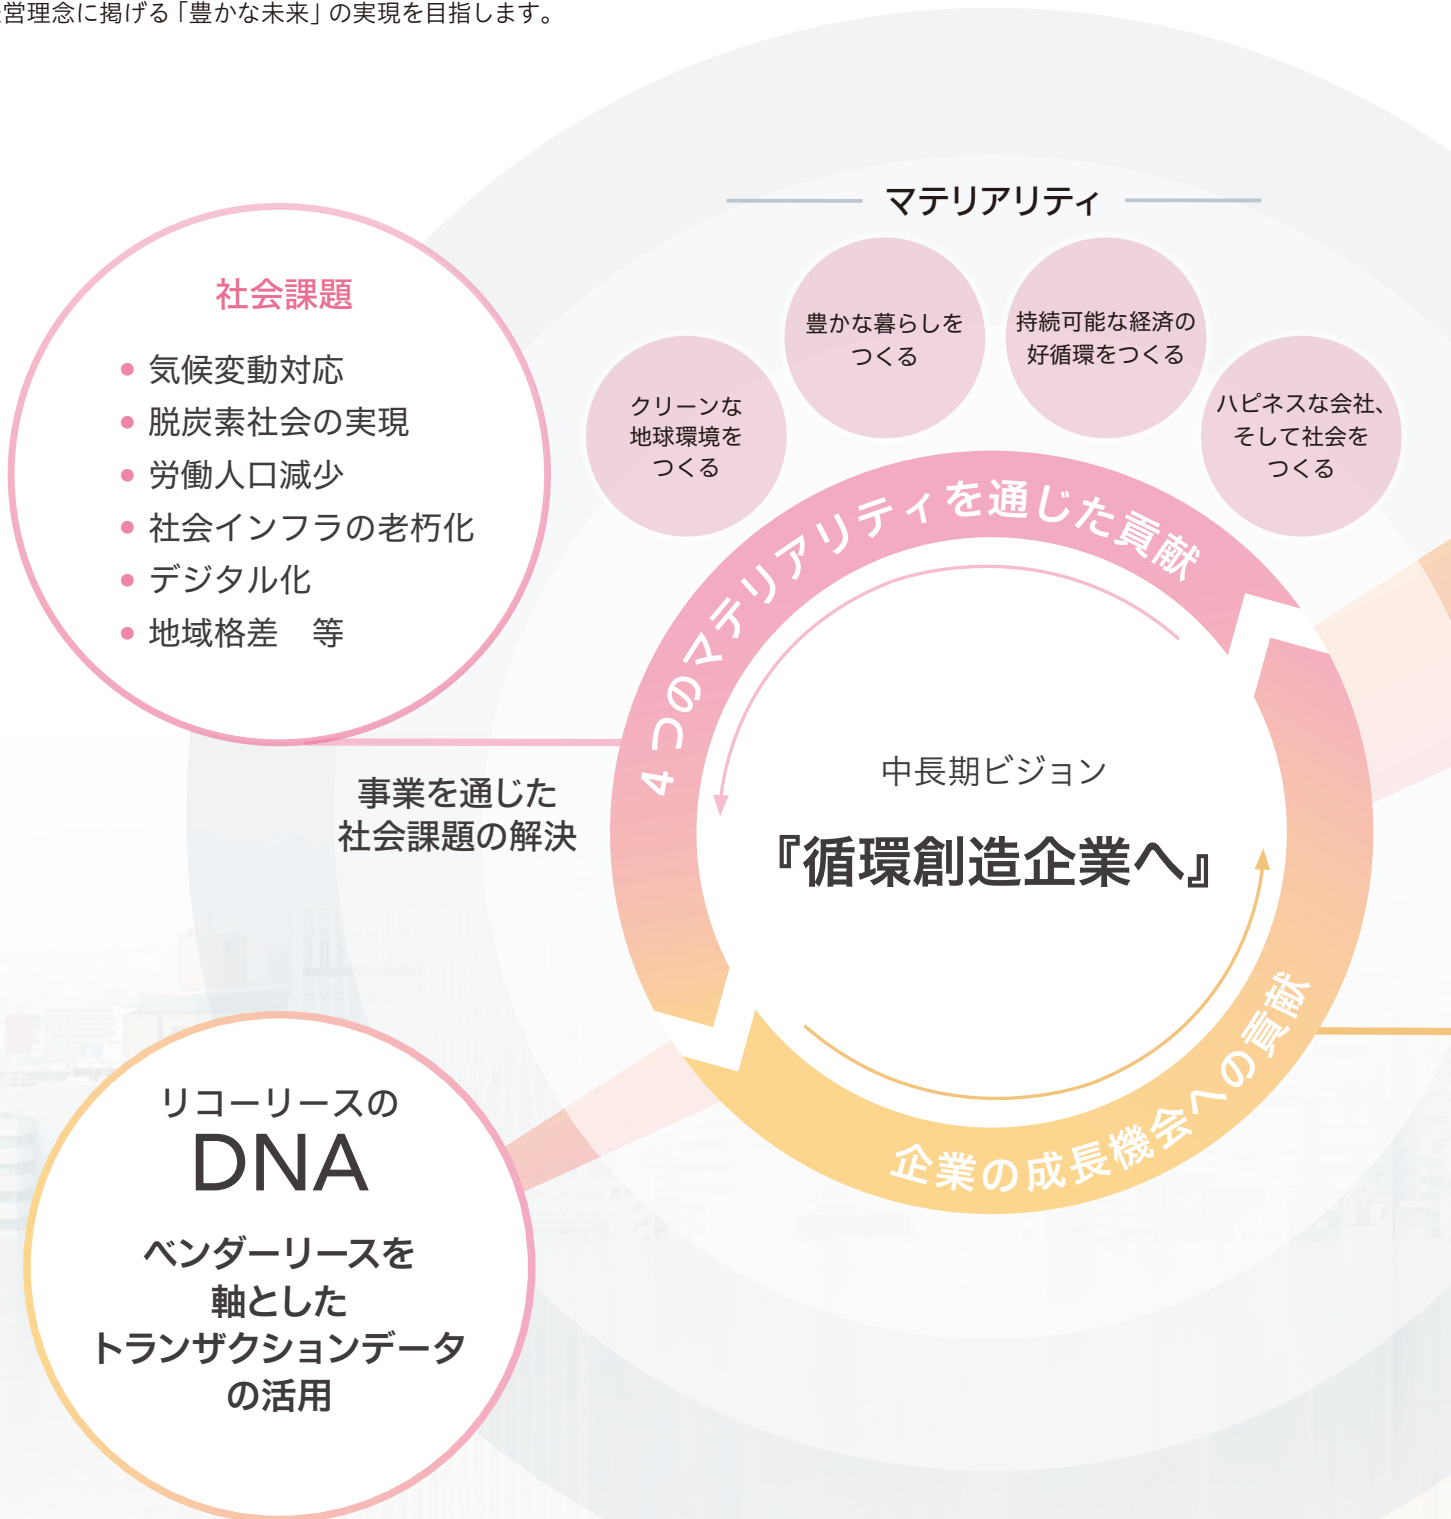 営理念に掲げる「豊かな未来」の実現を目指します。
マテリアリティ
社会課題
• 気候変動対応
• 脱炭素社会の実現
• 労働人口減少
• 社会インフラの老朽化
• デジタル化
• 地域格差　等
クリーンな
地球環境を
つくる
豊かな暮らしを
つくる
持続可能な経済の
好循環をつくる
ハピネスな会社、
そして社会を
つくる
4つのマテリアリティを通じた貢献
中長期ビジョン
『循環創造企業へ』
企業の成長機会への貢献
事業を通じた
社会課題の解決
リコーリースの
DNA
ベンダーリースを
軸とした
トランザクションデータ
の活用